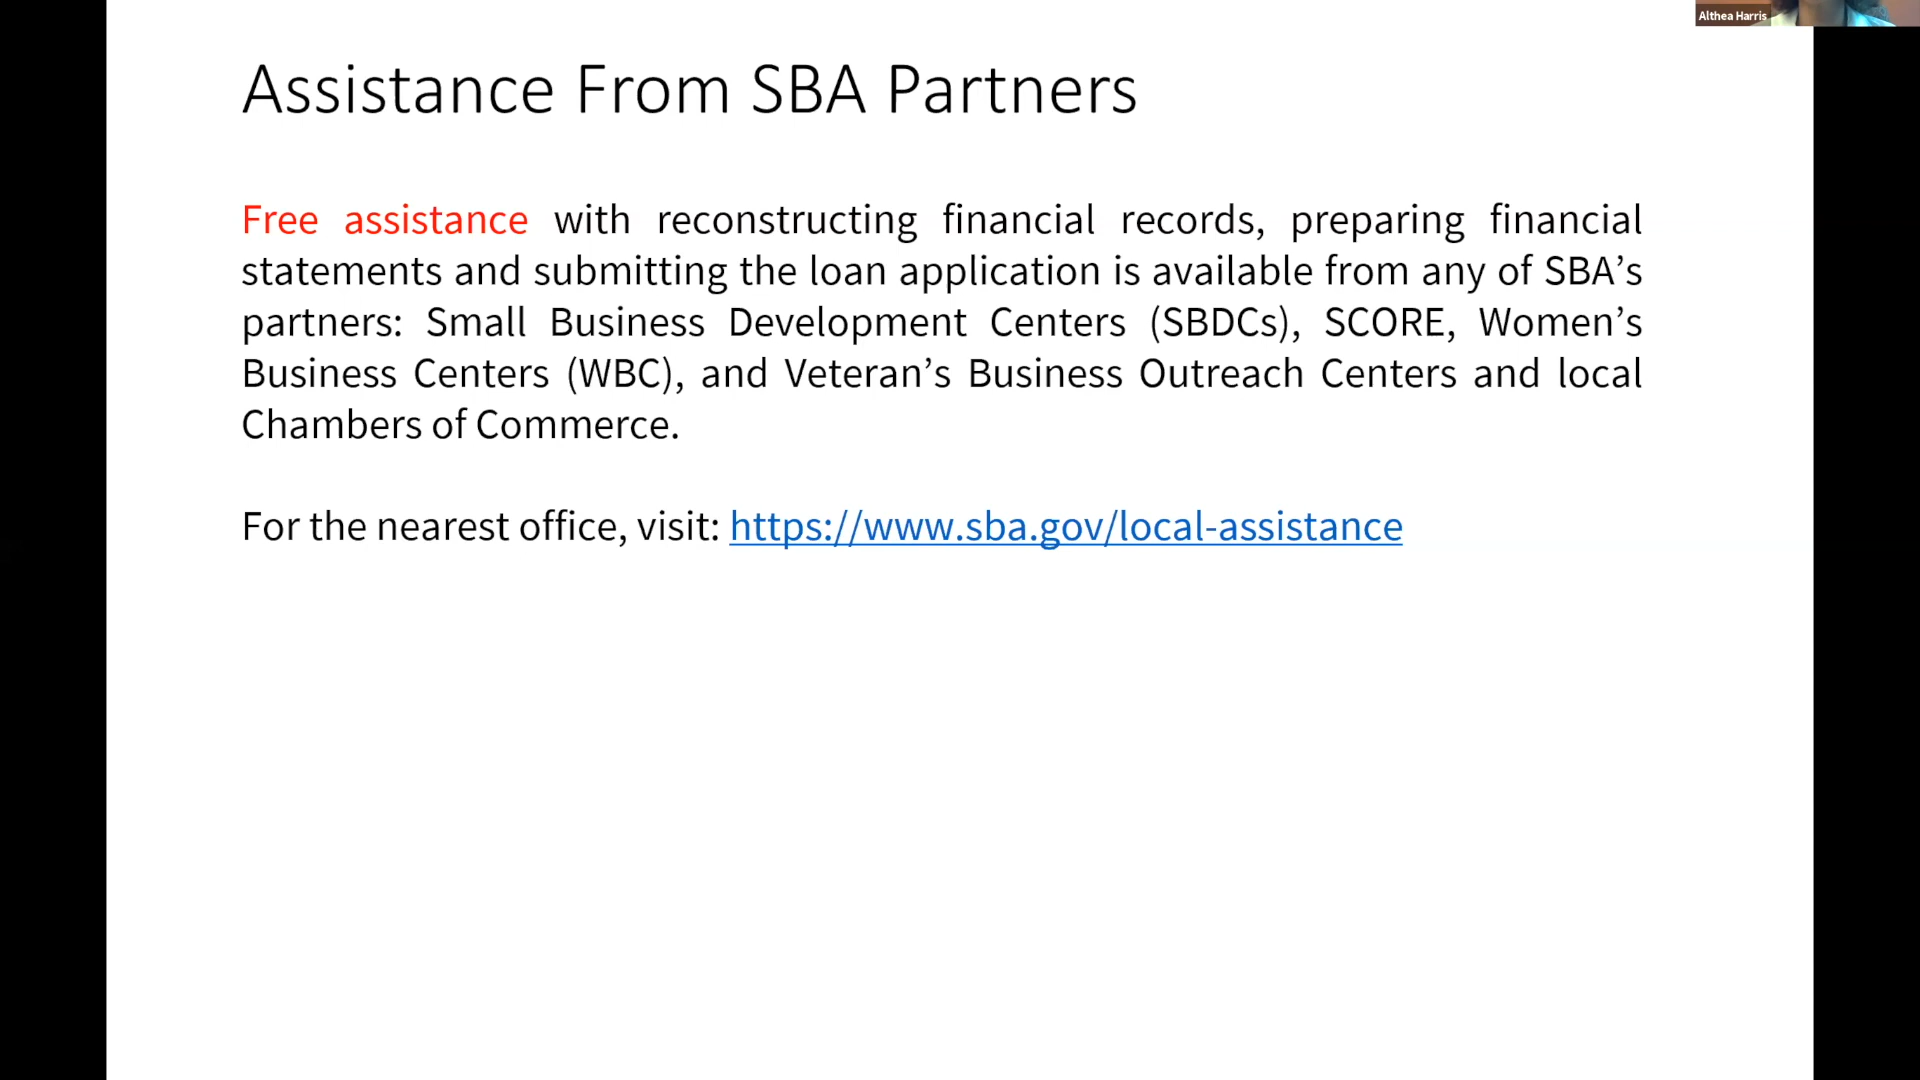 Althea Harris
Assistance From SBA Partners
Free assistance with reconstructing financial records, preparing financial
statements and submitting the loan application is available from any of SBA’s
partners: Small Business Development Centers (SBDCs), SCORE, Women’s
Business Centers (WBC), and Veteran’s Business Outreach Centers and local
Chambers of Commerce.
For the nearest office, visit: https://www.sba.gov/local-assistance